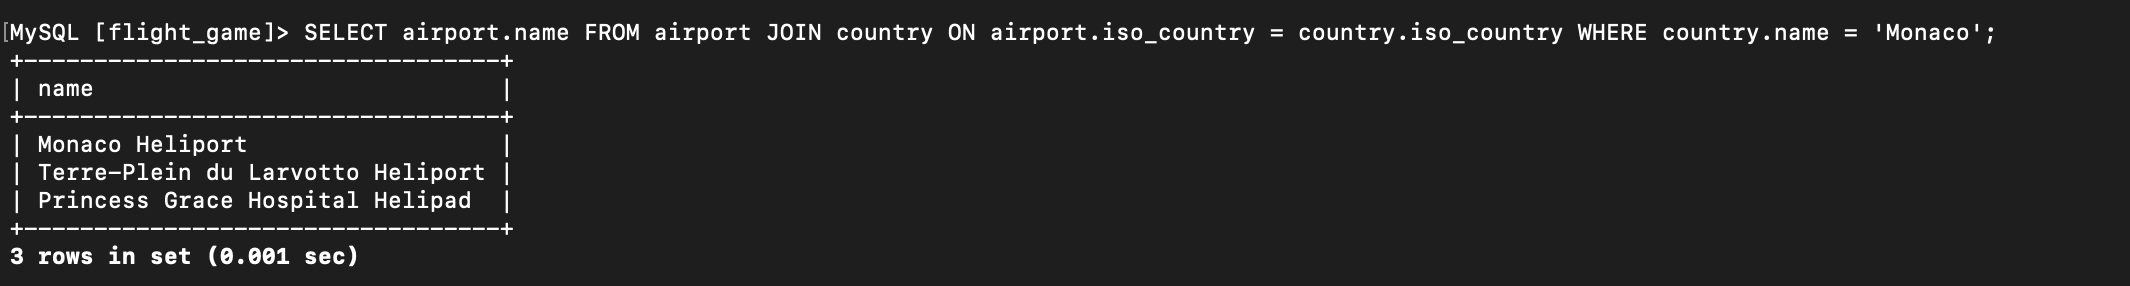 [MySQL [flight_game]> SELECT airport.name FROM airport JOIN country ON airport.iso_country = country.iso_country WHERE country.name = 'Monaco';
+----------------------------------+
| name                             |
+----------------------------------+
| Monaco Heliport                  |
| Terre-Plein du Larvotto Heliport |
| Princess Grace Hospital Helipad  |
+----------------------------------+
3 rows in set (0.001 sec)